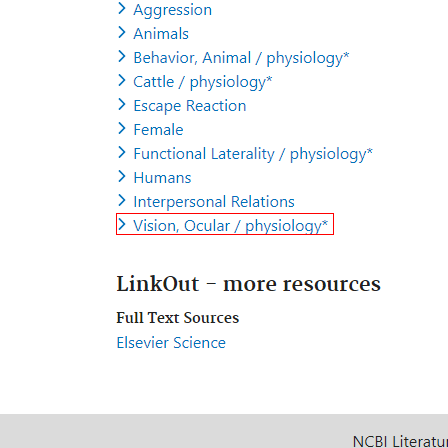 Aggression
Animals
Behavior, Animal / physiology*
Cattle / physiology*
Escape Reaction
Female
Functional Laterality / physiology*
Humans
Interpersonal Relations
Vision, Ocular / physiology*
LinkOut - more resources
Full Text Sources
Elsevier Science
NCBI Literatu